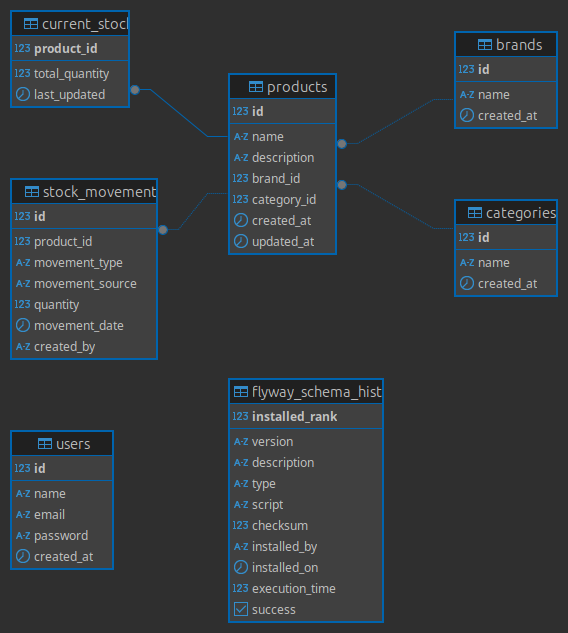 current_stock
123 product_id
123 total_quantity
last_updated
products
123 id
A-Z name
A-Z description
123 brand_id
123 category_id
created_at
updated_at
brands
123 id
A-Z name
created_at
stock_movement
123 id
123 product_id
A-Z movement_type
A-Z movement_source
123 quantity
movement_date
A-Z created_by
categories
123 id
A-Z name
created_at
flyway_schema_hist
123 installed_rank
A-Z version
A-Z description
A-Z type
A-Z script
123 checksum
A-Z installed_by
installed_on
123 execution_time
success
users
123 id
A-Z name
A-Z email
A-Z password
created_at